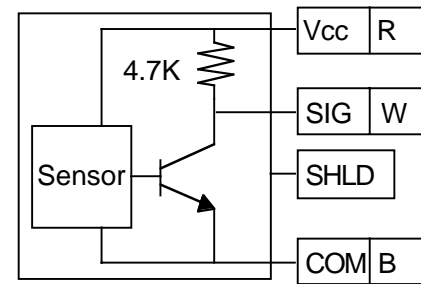 Vcc R
4.7K
SIG W
Sensor
SHLD
COM B